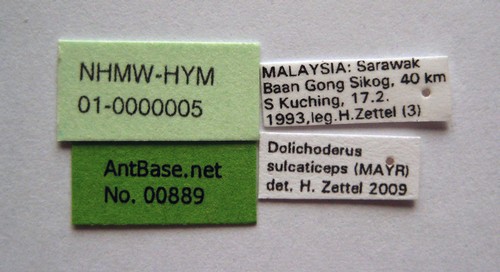 NHMW-HYM
01-0000005
MALAYSIA: Sarawak
Baan Gong Sikog, 40 km
S Kuching, 17.2.
1993,leg.H.Zettel (3)
AntBase.net
No. 00889
Dolichoderus
sulcaticeps (MAYR)
det. H. Zettel 2009